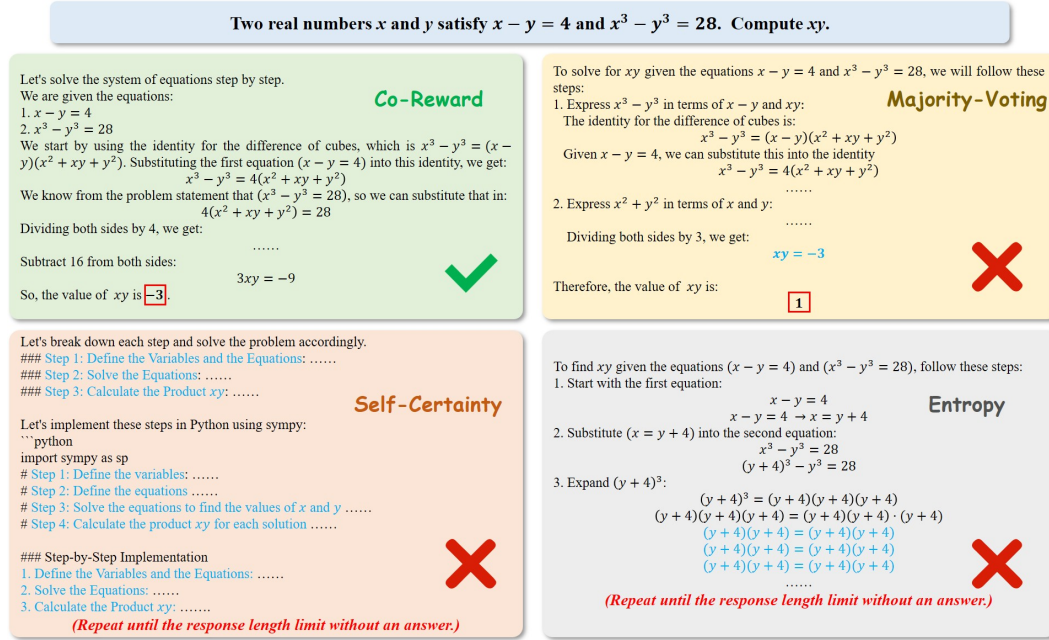 Two real numbers x and y satisfy x − y = 4 and x³ − y³ = 28. Compute xy.
Let's solve the system of equations step by step.
We are given the equations:
Co-Reward
1. x − y = 4
2. x³ − y³ = 28
We start by using the identity for the difference of cubes, which is x³ − y³ = (x −
y)(x² + xy + y²). Substituting the first equation (x − y = 4) into this identity, we get:
x³ − y³ = 4(x² + xy + y²)
We know from the problem statement that (x³ − y³ = 28), so we can substitute that in:
4(x² + xy + y²) = 28
Dividing both sides by 4, we get:
......
Subtract 16 from both sides:
3xy = −9
So, the value of xy is −3.
To solve for xy given the equations x − y = 4 and x³ − y³ = 28, we will follow these
steps:
Majority-Voting
1. Express x³ − y³ in terms of x − y and xy:
The identity for the difference of cubes is:
x³ − y³ = (x − y)(x² + xy + y²)
Given x − y = 4, we can substitute this into the identity
x³ − y³ = 4(x² + xy + y²)
......
2. Express x² + y² in terms of x and y:
......
Dividing both sides by 3, we get:
xy = −3
Therefore, the value of xy is:
1
Let's break down each step and solve the problem accordingly.
### Step 1: Define the Variables and the Equations: ......
### Step 2: Solve the Equations: ......
### Step 3: Calculate the Product xy: ......
Self-Certainty
Let's implement these steps in Python using sympy:
```python
import sympy as sp
# Step 1: Define the variables: ......
# Step 2: Define the equations ......
# Step 3: Solve the equations to find the values of x and y ......
# Step 4: Calculate the product xy for each solution ......
### Step-by-Step Implementation
1. Define the Variables and the Equations: ......
2. Solve the Equations: ......
3. Calculate the Product xy: .......
(Repeat until the response length limit without an answer.)
To find xy given the equations (x − y = 4) and (x³ − y³ = 28), follow these steps:
1. Start with the first equation:
x − y = 4
Entropy
x − y = 4 → x = y + 4
2. Substitute (x = y + 4) into the second equation:
x³ − y³ = 28
(y + 4)³ − y³ = 28
3. Expand (y + 4)³:
(y + 4)³ = (y + 4)(y + 4)(y + 4)
(y + 4)(y + 4)(y + 4) = (y + 4)(y + 4) · (y + 4)
(y + 4)(y + 4) = (y + 4)(y + 4)
(y + 4)(y + 4) = (y + 4)(y + 4)
(y + 4)(y + 4) = (y + 4)(y + 4)
......
(Repeat until the response length limit without an answer.)